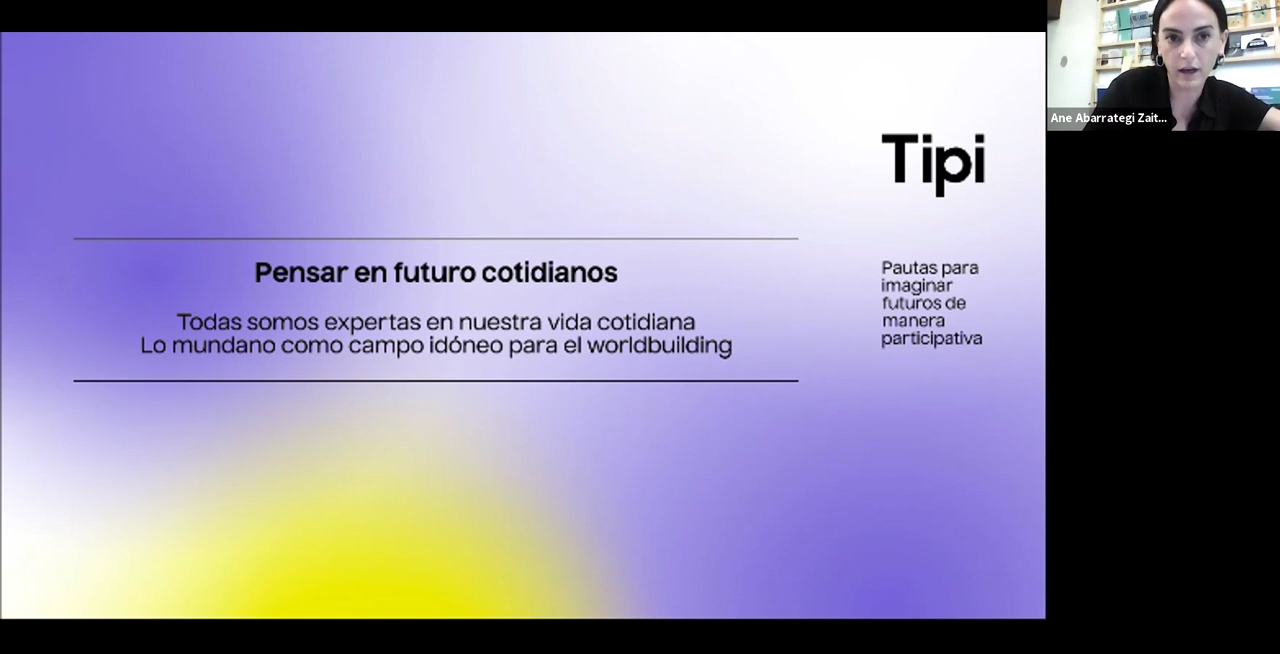 Pensar en futuro cotidianos
Todas somos expertas en nuestra vida cotidiana
Lo mundano como campo idóneo para el worldbuilding
Tipi
Pautas para
imaginar
futuros de
manera
participativa
Ane Abarrategi Zait...